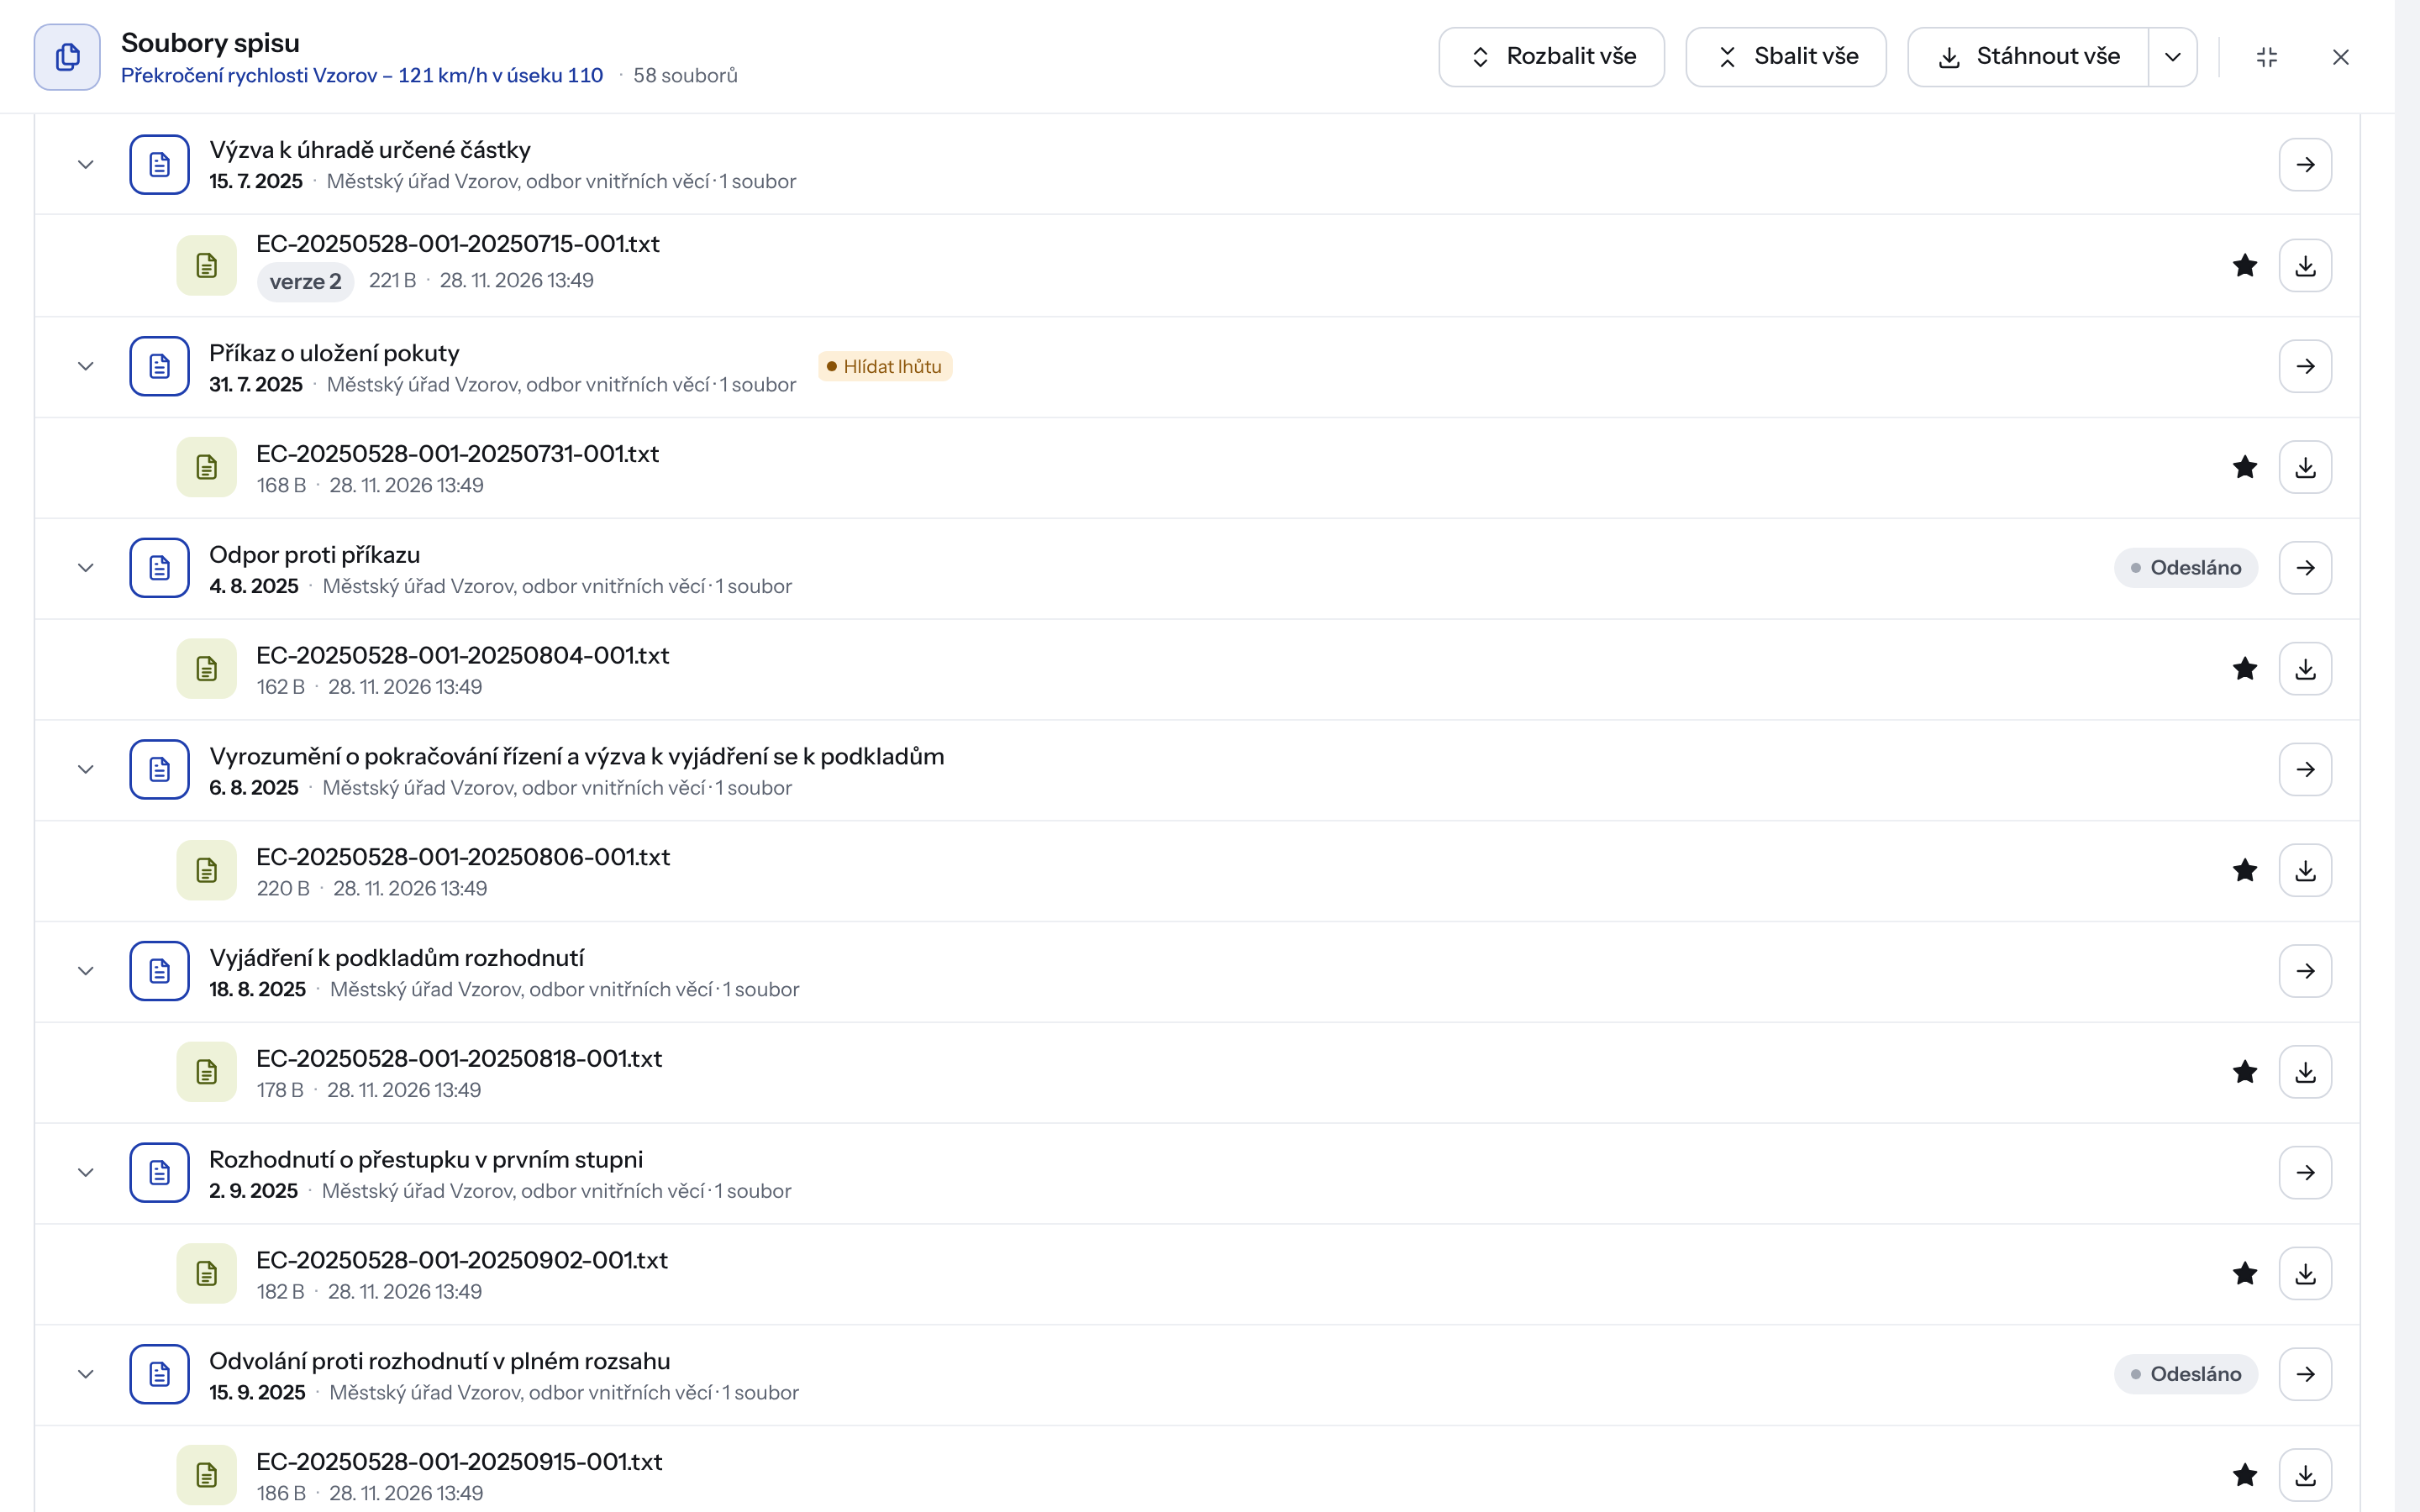 Soubory spisu
Překročení rychlosti Vzorov – 121 km/h v úseku 110 · 58 souborů
Rozbalit vše
Sbalit vše
Stáhnout vše
Výzva k úhradě určené částky
15. 7. 2025 · Městský úřad Vzorov, odbor vnitřních věcí · 1 soubor
EC-20250528-001-20250715-001.txt
verze 2 221 B · 28. 11. 2026 13:49
Příkaz o uložení pokuty
31. 7. 2025 · Městský úřad Vzorov, odbor vnitřních věcí · 1 soubor
Hlídat lhůtu
EC-20250528-001-20250731-001.txt
168 B · 28. 11. 2026 13:49
Odpor proti příkazu
4. 8. 2025 · Městský úřad Vzorov, odbor vnitřních věcí · 1 soubor
Odesláno
EC-20250528-001-20250804-001.txt
162 B · 28. 11. 2026 13:49
Vyrozumění o pokračování řízení a výzva k vyjádření se k podkladům
6. 8. 2025 · Městský úřad Vzorov, odbor vnitřních věcí · 1 soubor
EC-20250528-001-20250806-001.txt
220 B · 28. 11. 2026 13:49
Vyjádření k podkladům rozhodnutí
18. 8. 2025 · Městský úřad Vzorov, odbor vnitřních věcí · 1 soubor
EC-20250528-001-20250818-001.txt
178 B · 28. 11. 2026 13:49
Rozhodnutí o přestupku v prvním stupni
2. 9. 2025 · Městský úřad Vzorov, odbor vnitřních věcí · 1 soubor
EC-20250528-001-20250902-001.txt
182 B · 28. 11. 2026 13:49
Odvolání proti rozhodnutí v plném rozsahu
15. 9. 2025 · Městský úřad Vzorov, odbor vnitřních věcí · 1 soubor
Odesláno
EC-20250528-001-20250915-001.txt
186 B · 28. 11. 2026 13:49